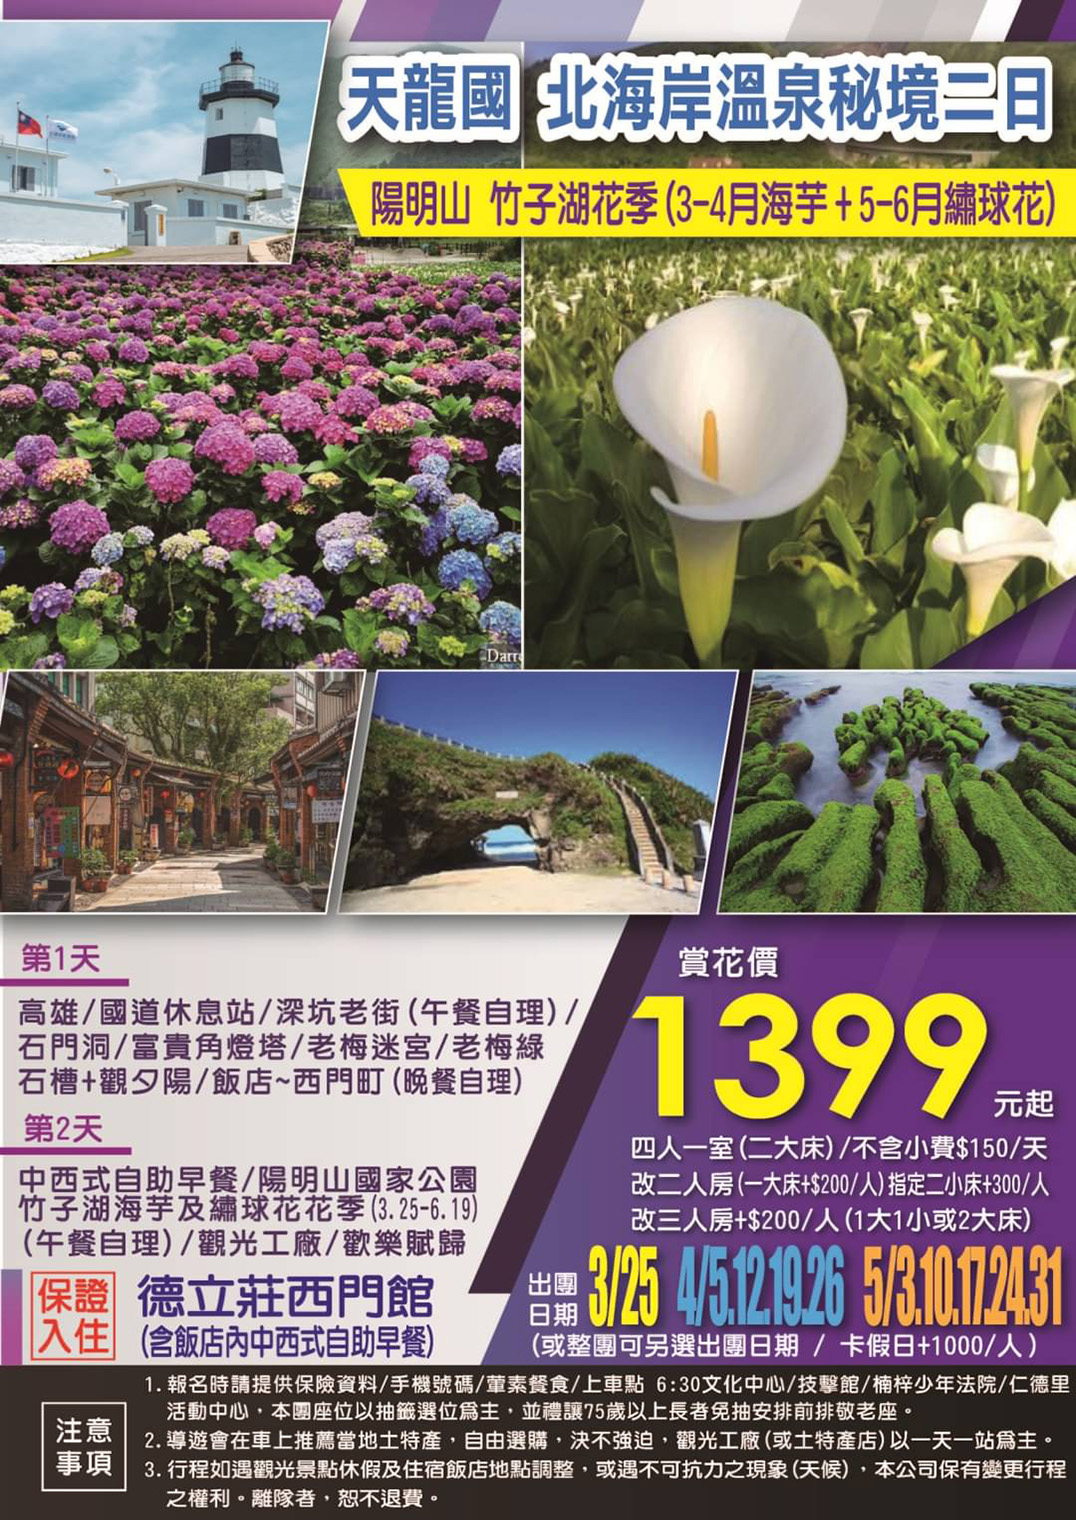 天龍國 北海岸溫泉秘境二日
陽明山 竹子湖花季(3-4月海芋+5-6月繡球花)
Darre
第1天
高雄/國道休息站/深坑老街(午餐自理)/
石門洞/富貴角燈塔/老梅迷宮/老梅綠
石槽+觀夕陽/飯店~西門町(晚餐自理)
第2天
中西式自助早餐/陽明山國家公園
竹子湖海芋及繡球花花季(3.25-6.19)
(午餐自理)/觀光工廠/歡樂賦歸
保證
入住
德立莊西門館
(含飯店內中西式自助早餐)
賞花價
1399
元起
四人一室(二大床)/不含小費$150/天
改二人房(一大床+$200/人)指定二小床+300/人
改三人房+$200/人(1大1小或2大床)
出團
日期
3/25 4/5.12.19.26 5/3.10.17.24.31
(或整團可另選出團日期 / 卡假日+1000/人)
注意
事項
1.報名時請提供保險資料/手機號碼/葷素餐食/上車點 6:30文化中心/技擊館/楠梓少年法院/仁德里
活動中心，本團座位以抽籤選位為主，並禮讓75歲以上長者免抽安排前排敬老座。
2.導遊會在車上推薦當地土特產，自由選購，決不強迫，觀光工廠(或土特產店)以一天一站為主。
3.行程如遇觀光景點休假及住宿飯店地點調整，或遇不可抗力之現象(天候)，本公司保有變更行程
之權利。離隊者，恕不退費。